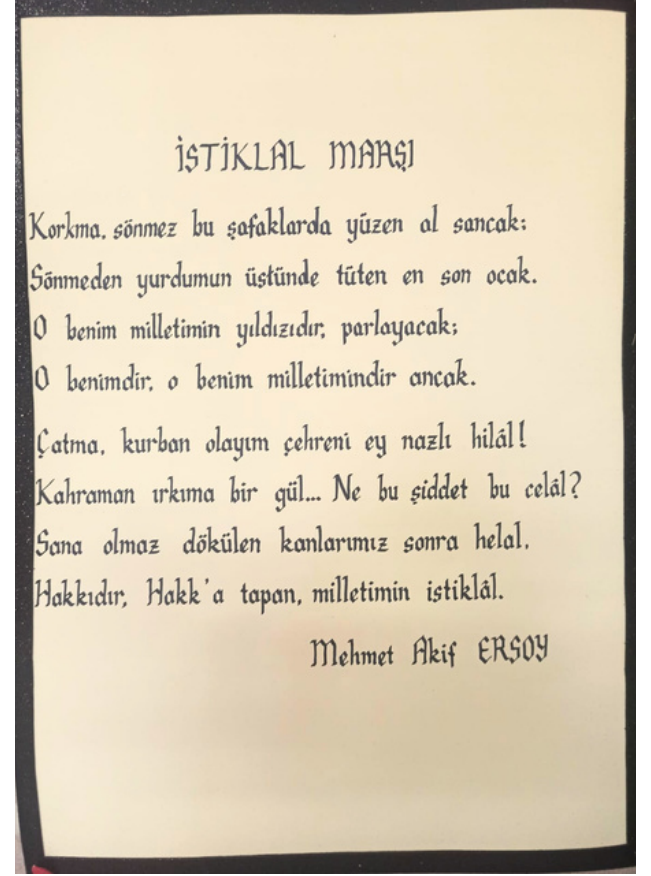 İSTİKLAL MARŞI
Korkma, sönmez bu şafaklarda yüzen al sancak;
Sönmeden yurdumun üstünde tüten en son ocak.
O benim milletimin yıldızıdır, parlayacak;
O benimdir, o benim milletimindir ancak.
Çatma, kurban olayım çehreni ey nazlı hilâl!
Kahraman ırkıma bir gül... Ne bu şiddet bu celâl?
Sana olmaz dökülen kanlarımız sonra helal,
Hakkıdır, Hakk'a tapan, milletimin istiklâl.
Mehmet Akif ERSOY